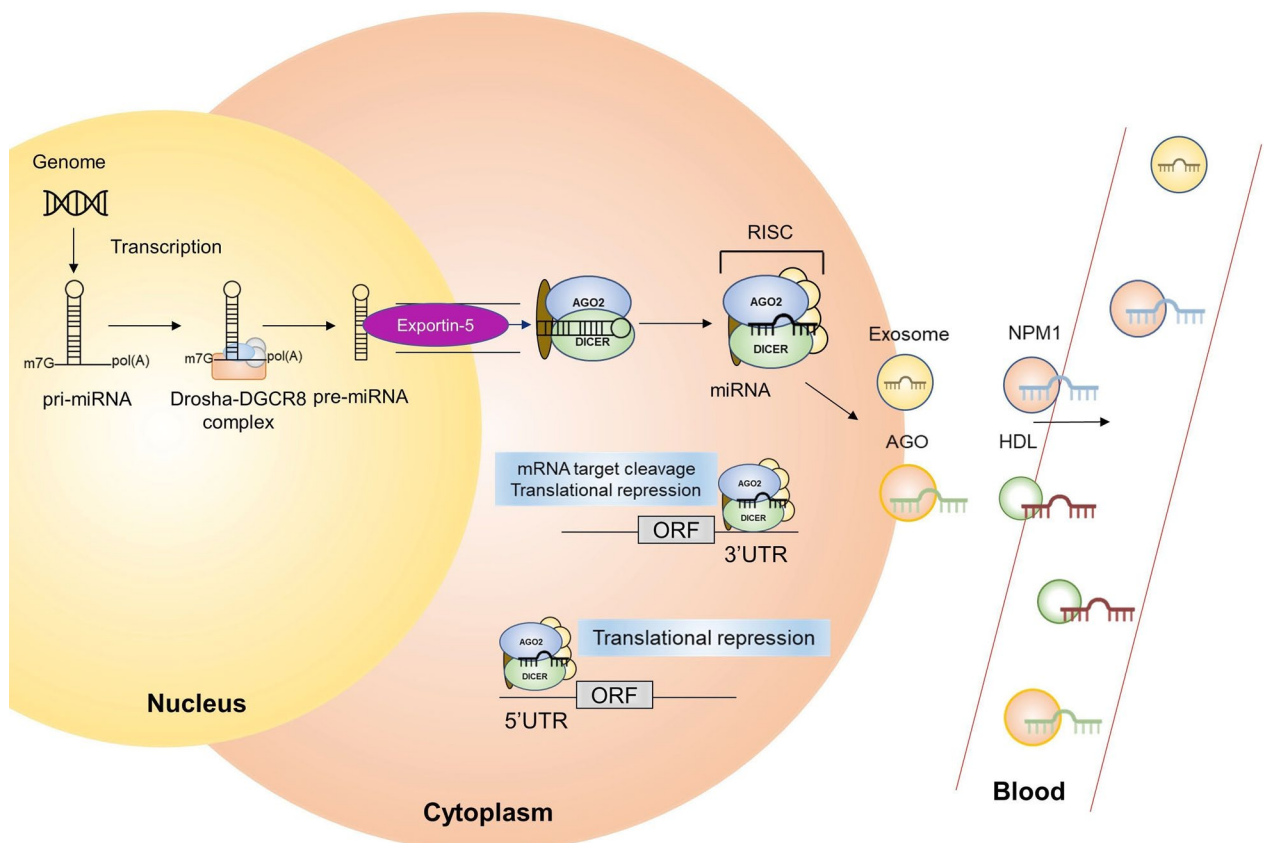 Genome
Transcription
m7G
pol(A)
pri-miRNA
m7G
pol(A)
Drosha-DGCR8
complex
pre-miRNA
Exportin-5
AGO2
DICER
RISC
AGO2
DICER
miRNA
Exosome
NPM1
AGO
HDL
mRNA target cleavage
Translational repression
AGO2
DICER
ORF
3'UTR
AGO2
DICER
Translational repression
ORF
5'UTR
Nucleus
Cytoplasm
Blood